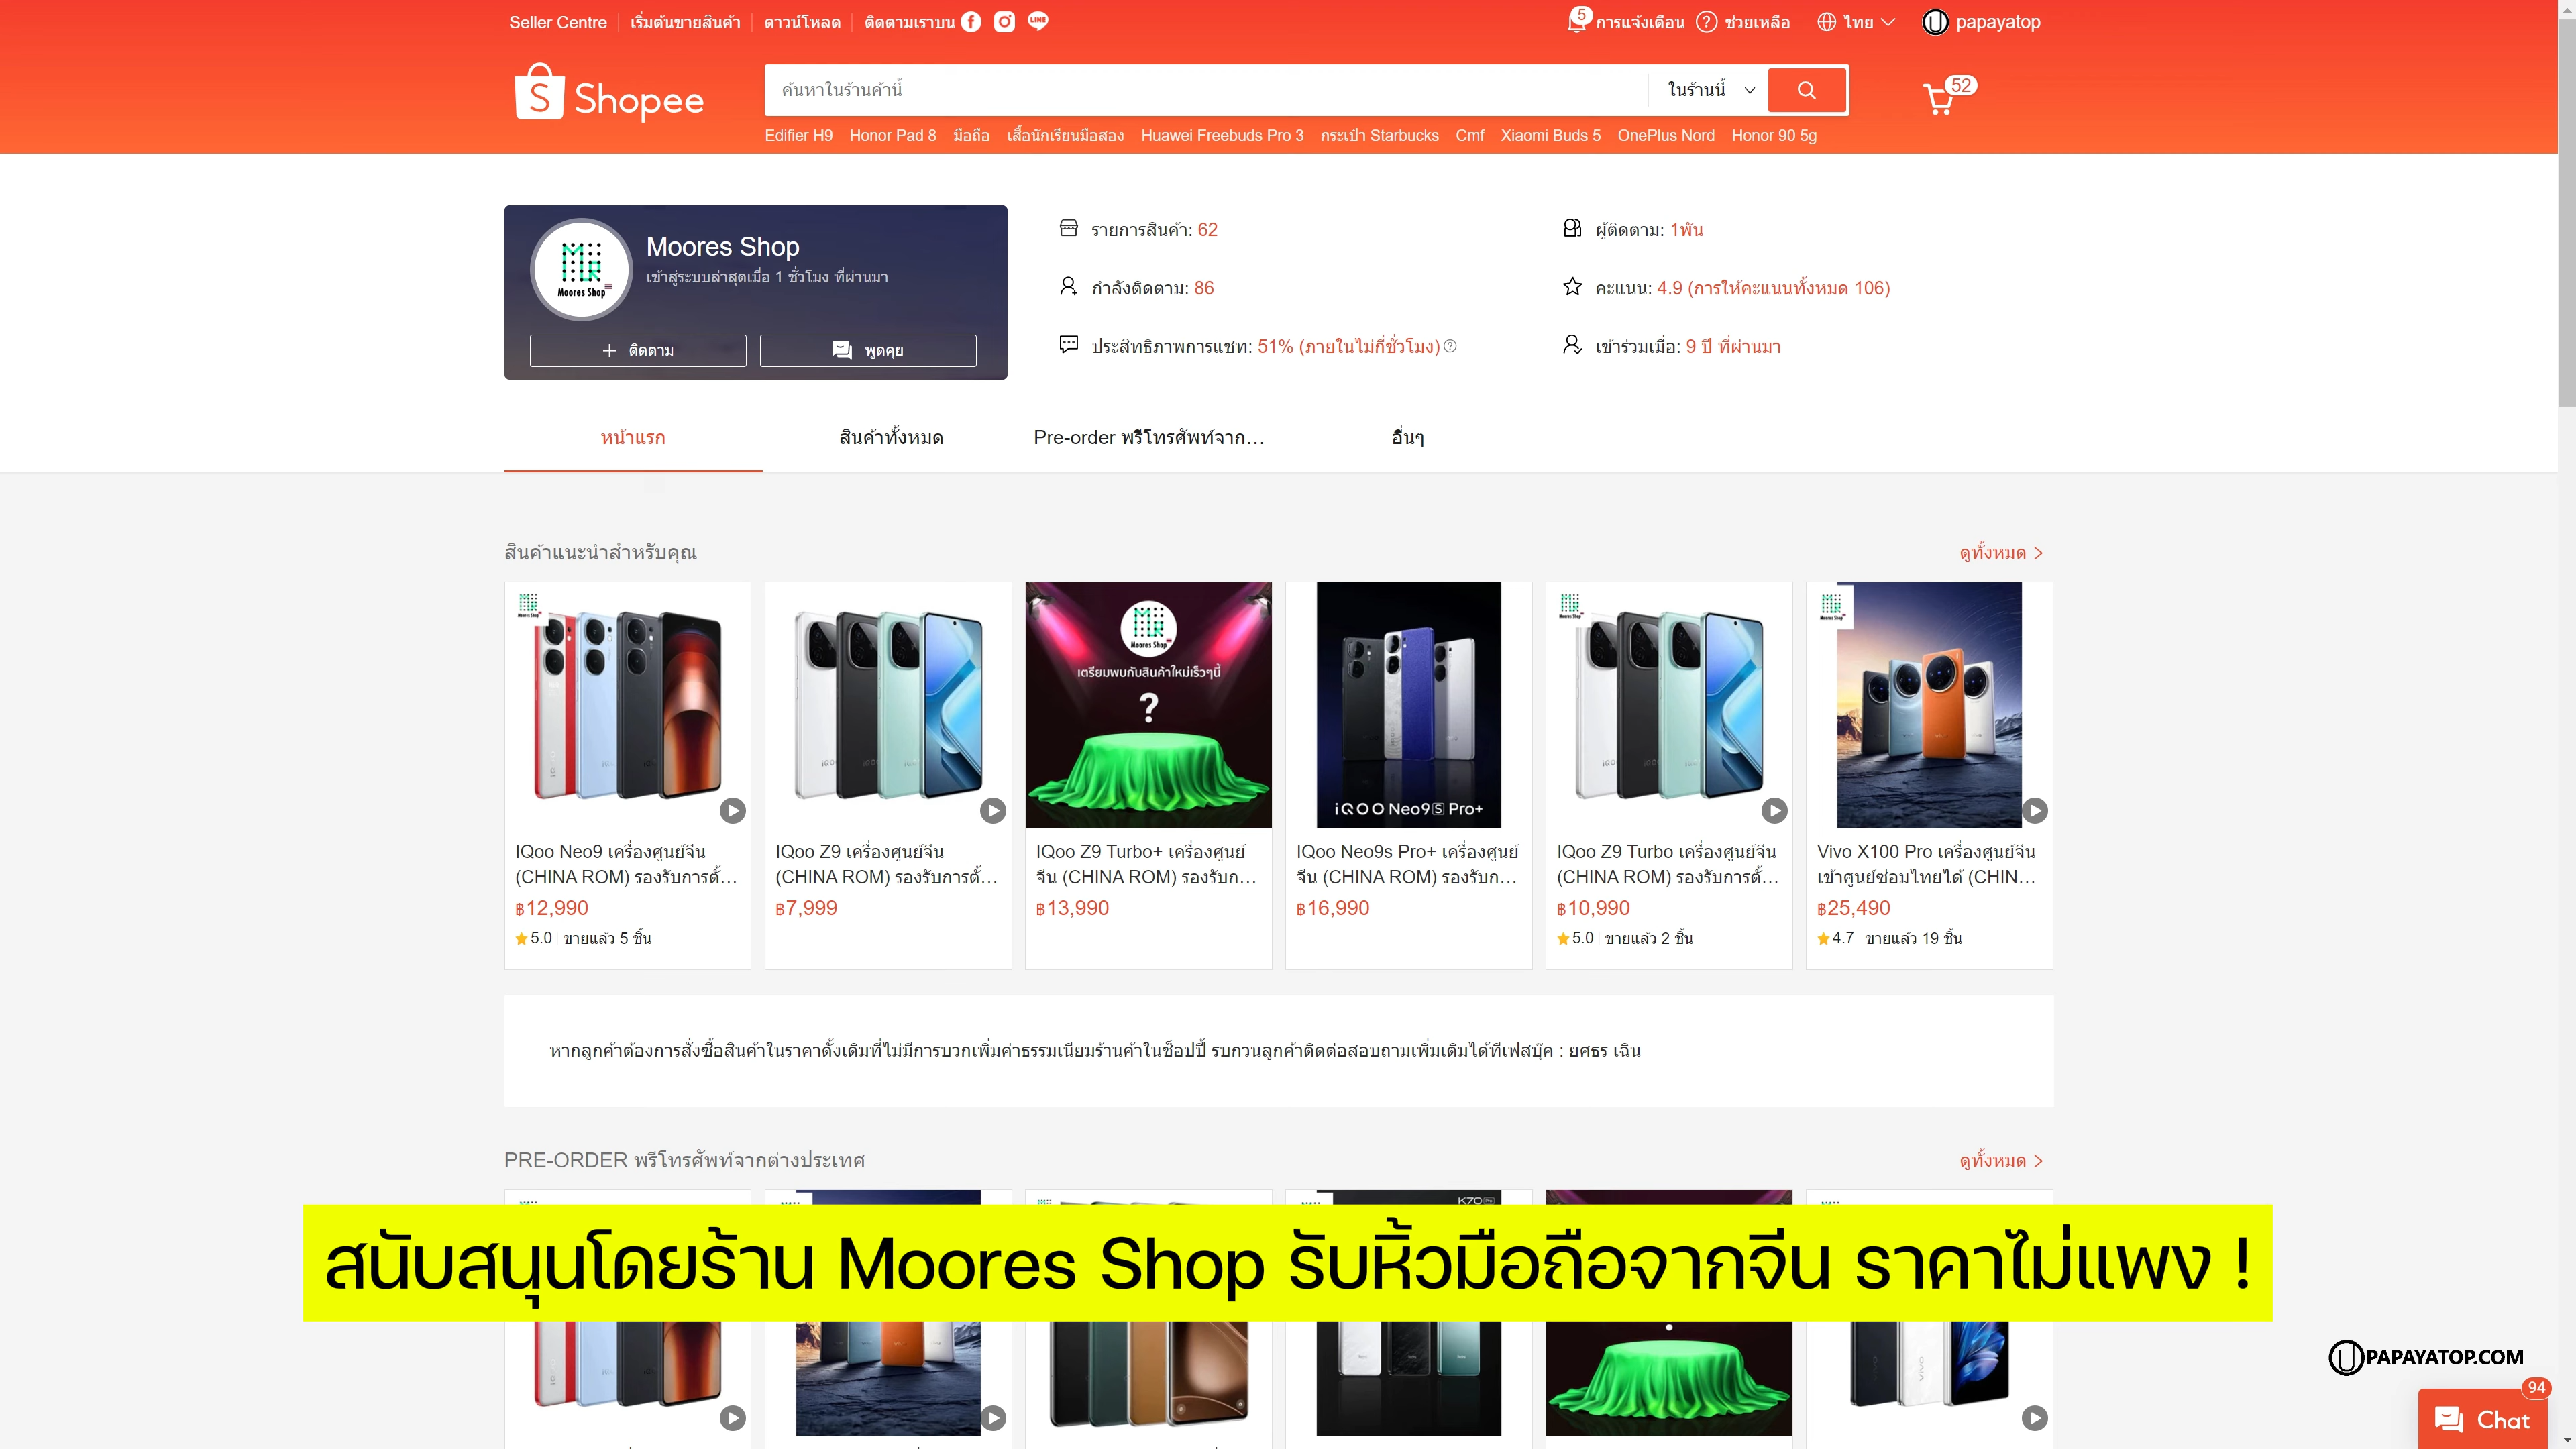 Seller Centre เริ่มต้นขายสินค้า ดาวน์โหลด ติดตามเราบน LINE 5 การแจ้งเตือน ? ช่วยเหลือ ไทย papayatop
S Shopee ค้นหาในร้านค้านี้ ในร้านนี้ 52
Edifier H9 Honor Pad 8 มือถือ เสื้อนักเรียนมือสอง Huawei Freebuds Pro 3 กระเป๋า Starbucks Cmf Xiaomi Buds 5 OnePlus Nord Honor 90 5g
Moores Shop
Moores Shop
เข้าสู่ระบบล่าสุดเมื่อ 1 ชั่วโมง ที่ผ่านมา
+ ติดตาม พูดคุย
รายการสินค้า: 62 ผู้ติดตาม: 1พัน
กำลังติดตาม: 86 คะแนน: 4.9 (การให้คะแนนทั้งหมด 106)
ประสิทธิภาพการแชท: 51% (ภายในไม่กี่ชั่วโมง) ? เข้าร่วมเมื่อ: 9 ปี ที่ผ่านมา
หน้าแรก สินค้าทั้งหมด Pre-order พรีโทรศัพท์จาก… อื่นๆ
สินค้าแนะนำสำหรับคุณ ดูทั้งหมด >
Moores Shop
เตรียมพบกับสินค้าใหม่เร็วๆนี้
?
iQOO Neo9S Pro+
IQoo Neo9 เครื่องศูนย์จีน
(CHINA ROM) รองรับการตั้…
฿12,990
5.0 ขายแล้ว 5 ชิ้น
IQoo Z9 เครื่องศูนย์จีน
(CHINA ROM) รองรับการตั้…
฿7,999
IQoo Z9 Turbo+ เครื่องศูนย์
จีน (CHINA ROM) รองรับก…
฿13,990
IQoo Neo9s Pro+ เครื่องศูนย์
จีน (CHINA ROM) รองรับก…
฿16,990
IQoo Z9 Turbo เครื่องศูนย์จีน
(CHINA ROM) รองรับการตั้…
฿10,990
5.0 ขายแล้ว 2 ชิ้น
Vivo X100 Pro เครื่องศูนย์จีน
เข้าศูนย์ซ่อมไทยได้ (CHIN…
฿25,490
4.7 ขายแล้ว 19 ชิ้น
หากลูกค้าต้องการสั่งซื้อสินค้าในราคาดั้งเดิมที่ไม่มีการบวกเพิ่มค่าธรรมเนียมร้านค้าในช็อปปี้ รบกวนลูกค้าติดต่อสอบถามเพิ่มเติมได้ที่เฟสบุ๊ค : ยศธร เฉิน
PRE-ORDER พรีโทรศัพท์จากต่างประเทศ ดูทั้งหมด >
สนับสนุนโดยร้าน Moores Shop รับหิ้วมือถือจากจีน ราคาไม่แพง !
PAPAYATOP.COM
94
Chat